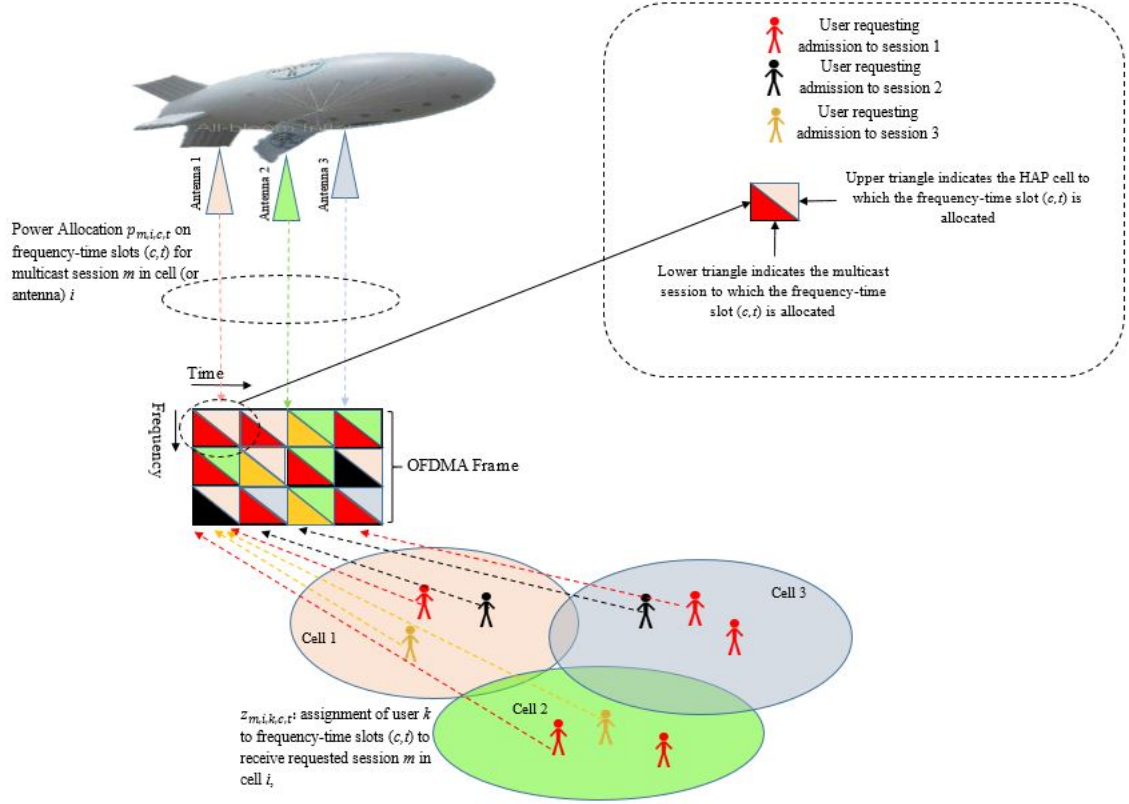 User requesting
admission to session 1
User requesting
admission to session 2
User requesting
admission to session 3
Antenna 1
Antenna 2
Antenna 3
Upper triangle indicates the HAP cell to
which the frequency-time slot (c,t) is
allocated
Power Allocation p_{m,i,c,t} on
frequency-time slots (c,t) for
multicast session m in cell (or
antenna) i
Lower triangle indicates the multicast
session to which the frequency-time
slot (c,t) is allocated
Time
Frequency
OFDMA Frame
Cell 1
Cell 3
Cell 2
z_{m,i,k,c,t}: assignment of user k
to frequency-time slots (c,t) to
receive requested session m in
cell i,